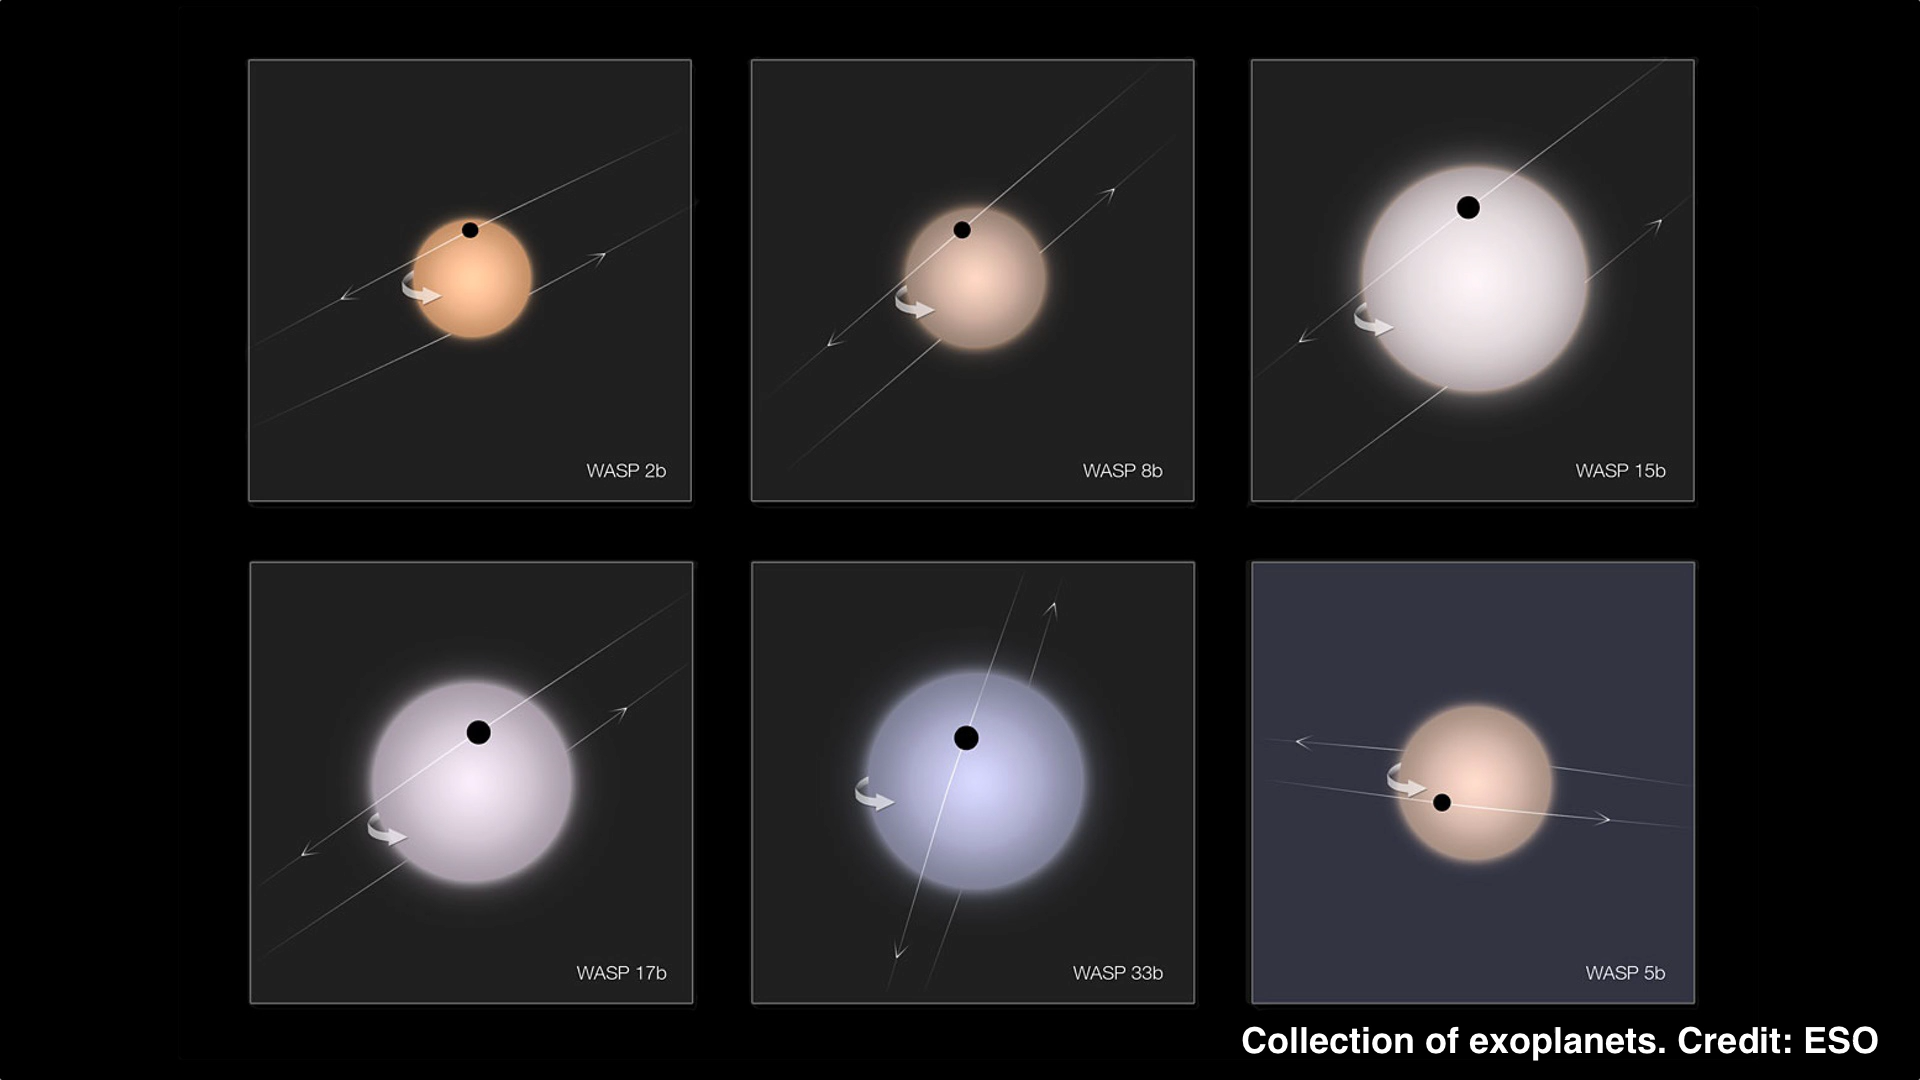 WASP 2b
WASP 8b
WASP 15b
WASP 17b
WASP 33b
WASP 5b
Collection of exoplanets. Credit: ESO